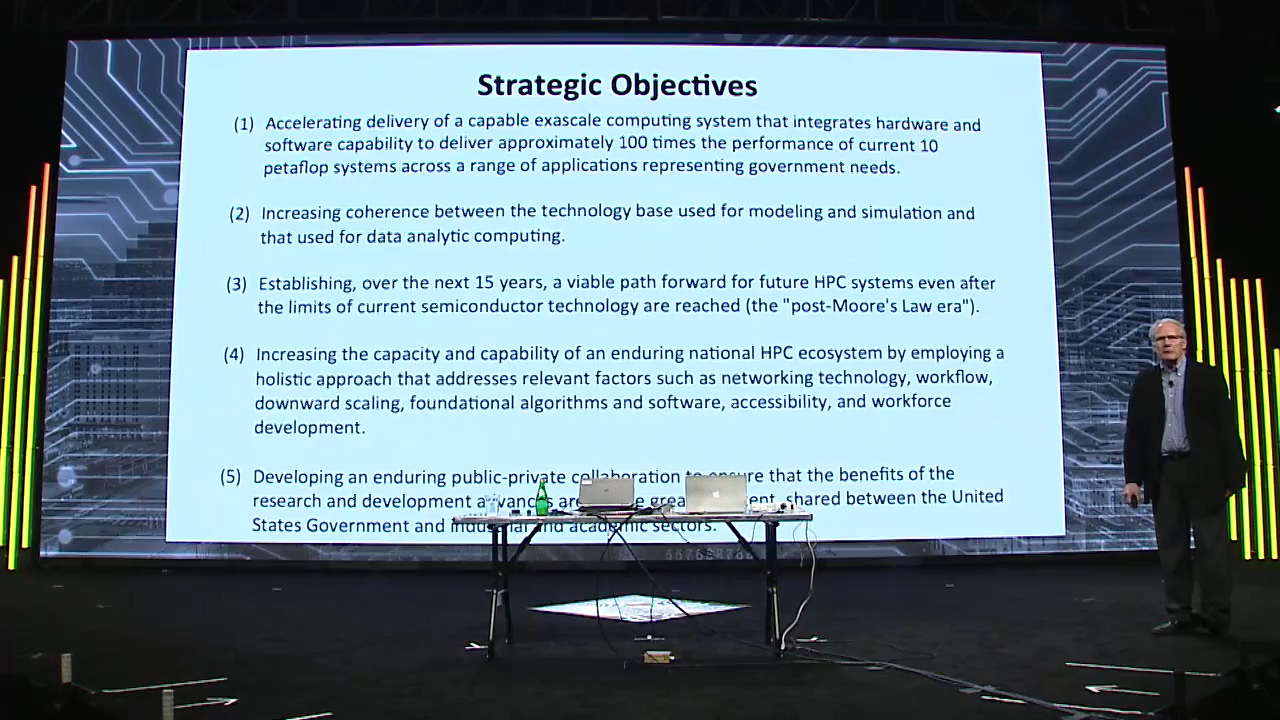 Strategic Objectives
(1) Accelerating delivery of a capable exascale computing system that integrates hardware and
software capability to deliver approximately 100 times the performance of current 10
petaflop systems across a range of applications representing government needs.
(2) Increasing coherence between the technology base used for modeling and simulation and
that used for data analytic computing.
(3) Establishing, over the next 15 years, a viable path forward for future HPC systems even after
the limits of current semiconductor technology are reached (the "post-Moore's Law era").
(4) Increasing the capacity and capability of an enduring national HPC ecosystem by employing a
holistic approach that addresses relevant factors such as networking technology, workflow,
downward scaling, foundational algorithms and software, accessibility, and workforce
development.
(5) Developing an enduring public-private collaboration to ensure that the benefits of the
research and development advances are shared between the United
States Government and industrial and academic sectors.